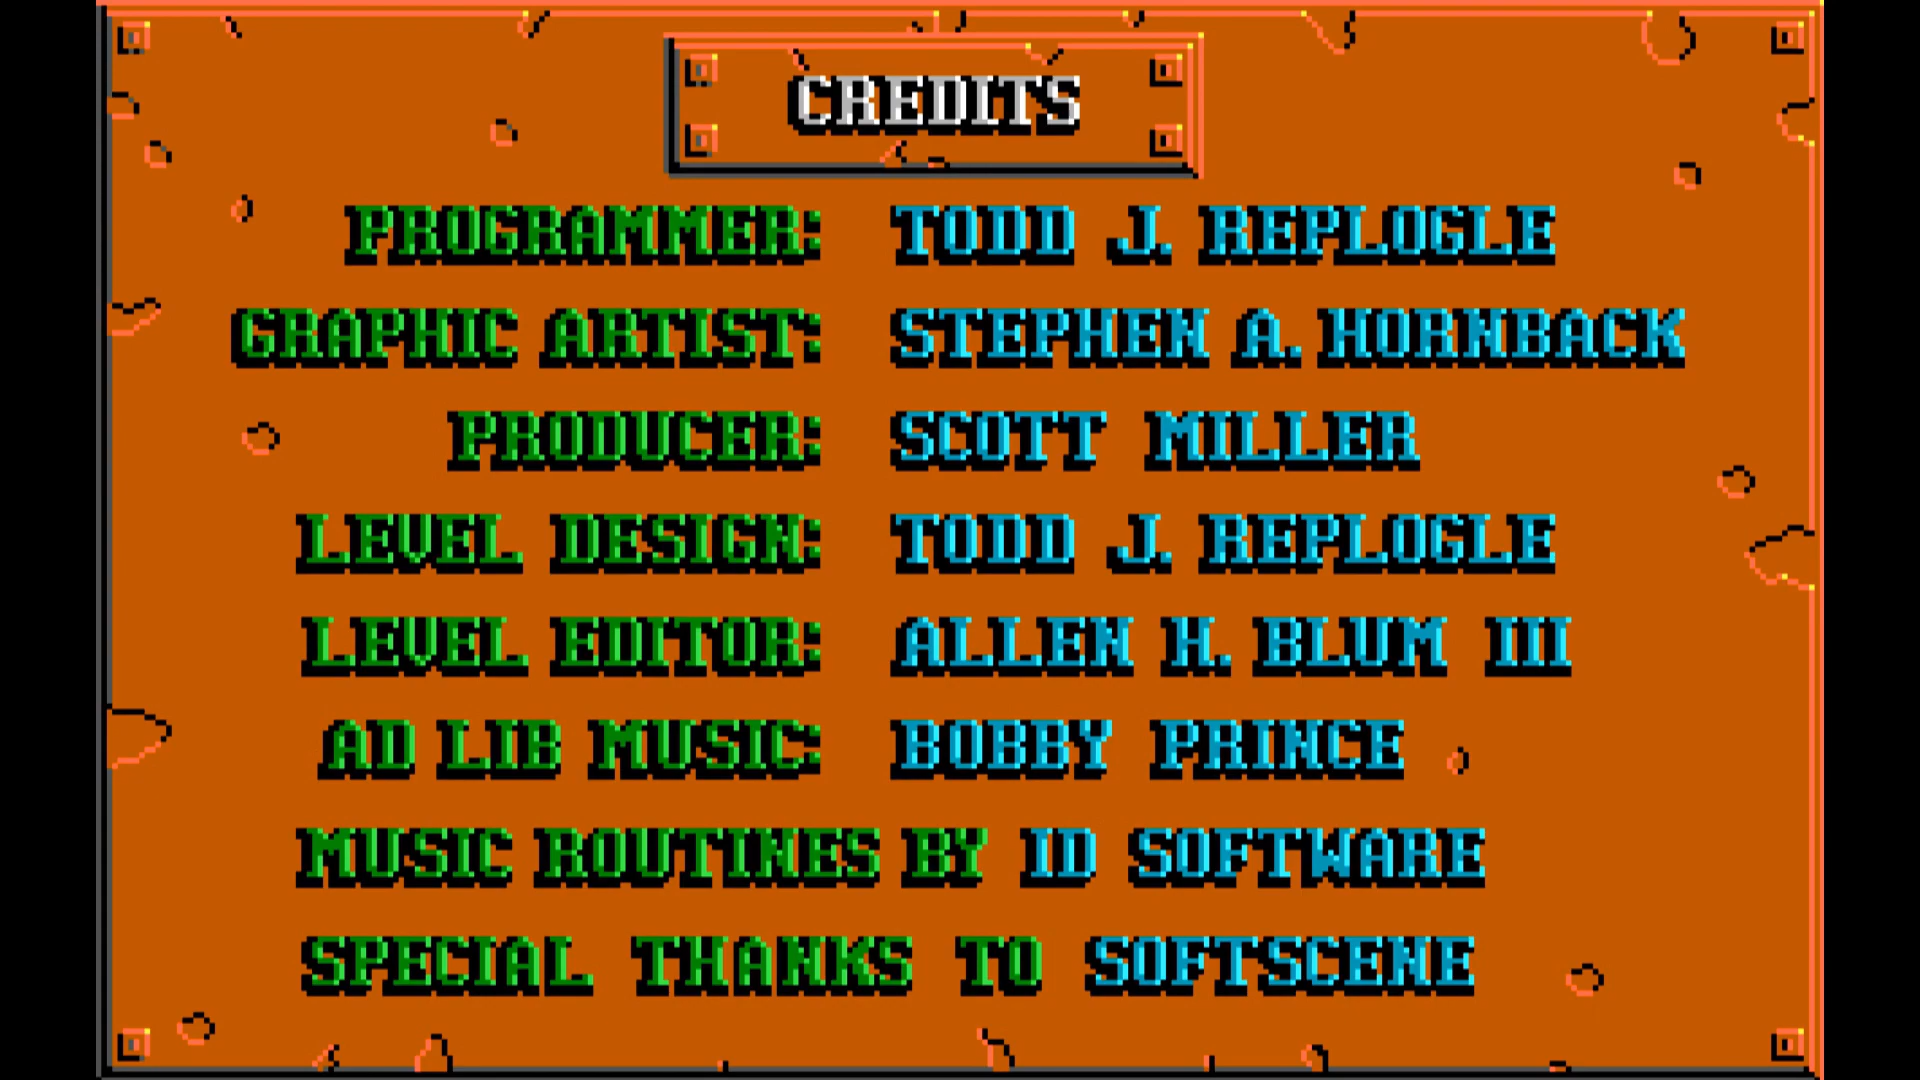 CREDITS
PROGRAMMER: TODD J. REPLOGLE
GRAPHIC ARTIST: STEPHEN A. HORNBACK
PRODUCER: SCOTT MILLER
LEVEL DESIGN: TODD J. REPLOGLE
LEVEL EDITOR: ALLEN H. BLUM III
AD LIB MUSIC: BOBBY PRINCE
MUSIC ROUTINES BY ID SOFTWARE
SPECIAL THANKS TO SOFTSCENE